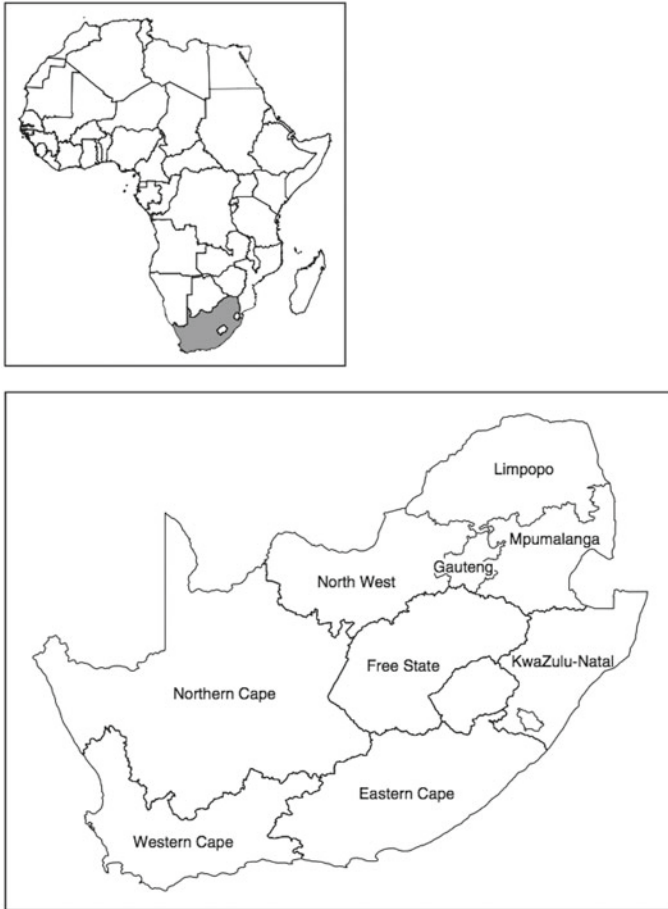 Limpopo
Mpumalanga
Gauteng
North West
Free State
KwaZulu-Natal
Northern Cape
Eastern Cape
Western Cape